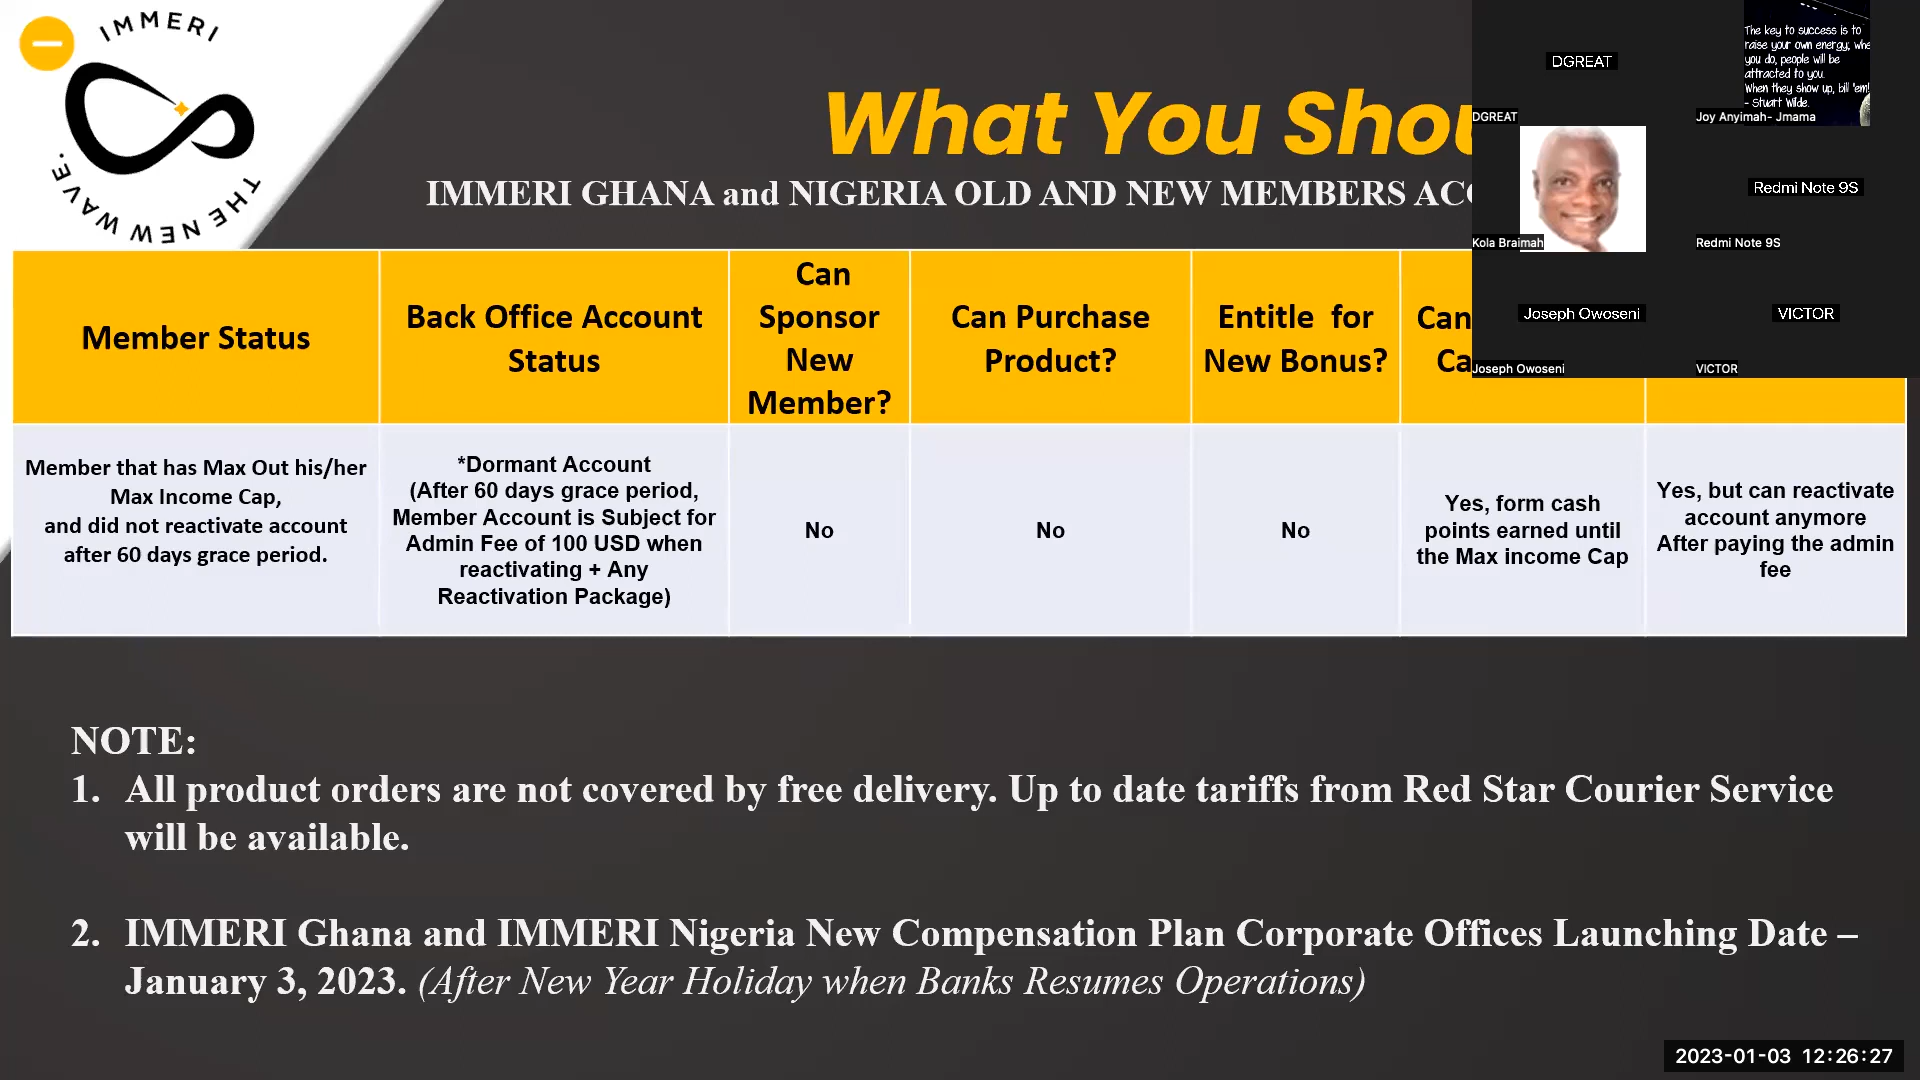 IMMERI
THE NEW WAVE.
What You Shou
IMMERI GHANA and NIGERIA OLD AND NEW MEMBERS ACC
DGREAT
DGREAT
The key to success is to
raise your own energy; whe
you do, people will be
attracted to you.
When they show up, bill 'em!
- Stuart Wilde.
Joy Anyimah- Jmama
Kola Braimah
Redmi Note 9S
Redmi Note 9S
Joseph Owoseni
Joseph Owoseni
VICTOR
VICTOR
Member Status
Back Office Account
Status
Can
Sponsor
New
Member?
Can Purchase
Product?
Entitle for
New Bonus?
Can
Ca
Member that has Max Out his/her
Max Income Cap,
and did not reactivate account
after 60 days grace period.
*Dormant Account
(After 60 days grace period,
Member Account is Subject for
Admin Fee of 100 USD when
reactivating + Any
Reactivation Package)
No
No
No
Yes, form cash
points earned until
the Max income Cap
Yes, but can reactivate
account anymore
After paying the admin
fee
NOTE:
1. All product orders are not covered by free delivery. Up to date tariffs from Red Star Courier Service
will be available.
2. IMMERI Ghana and IMMERI Nigeria New Compensation Plan Corporate Offices Launching Date –
January 3, 2023. (After New Year Holiday when Banks Resumes Operations)
2023-01-03 12:26:27